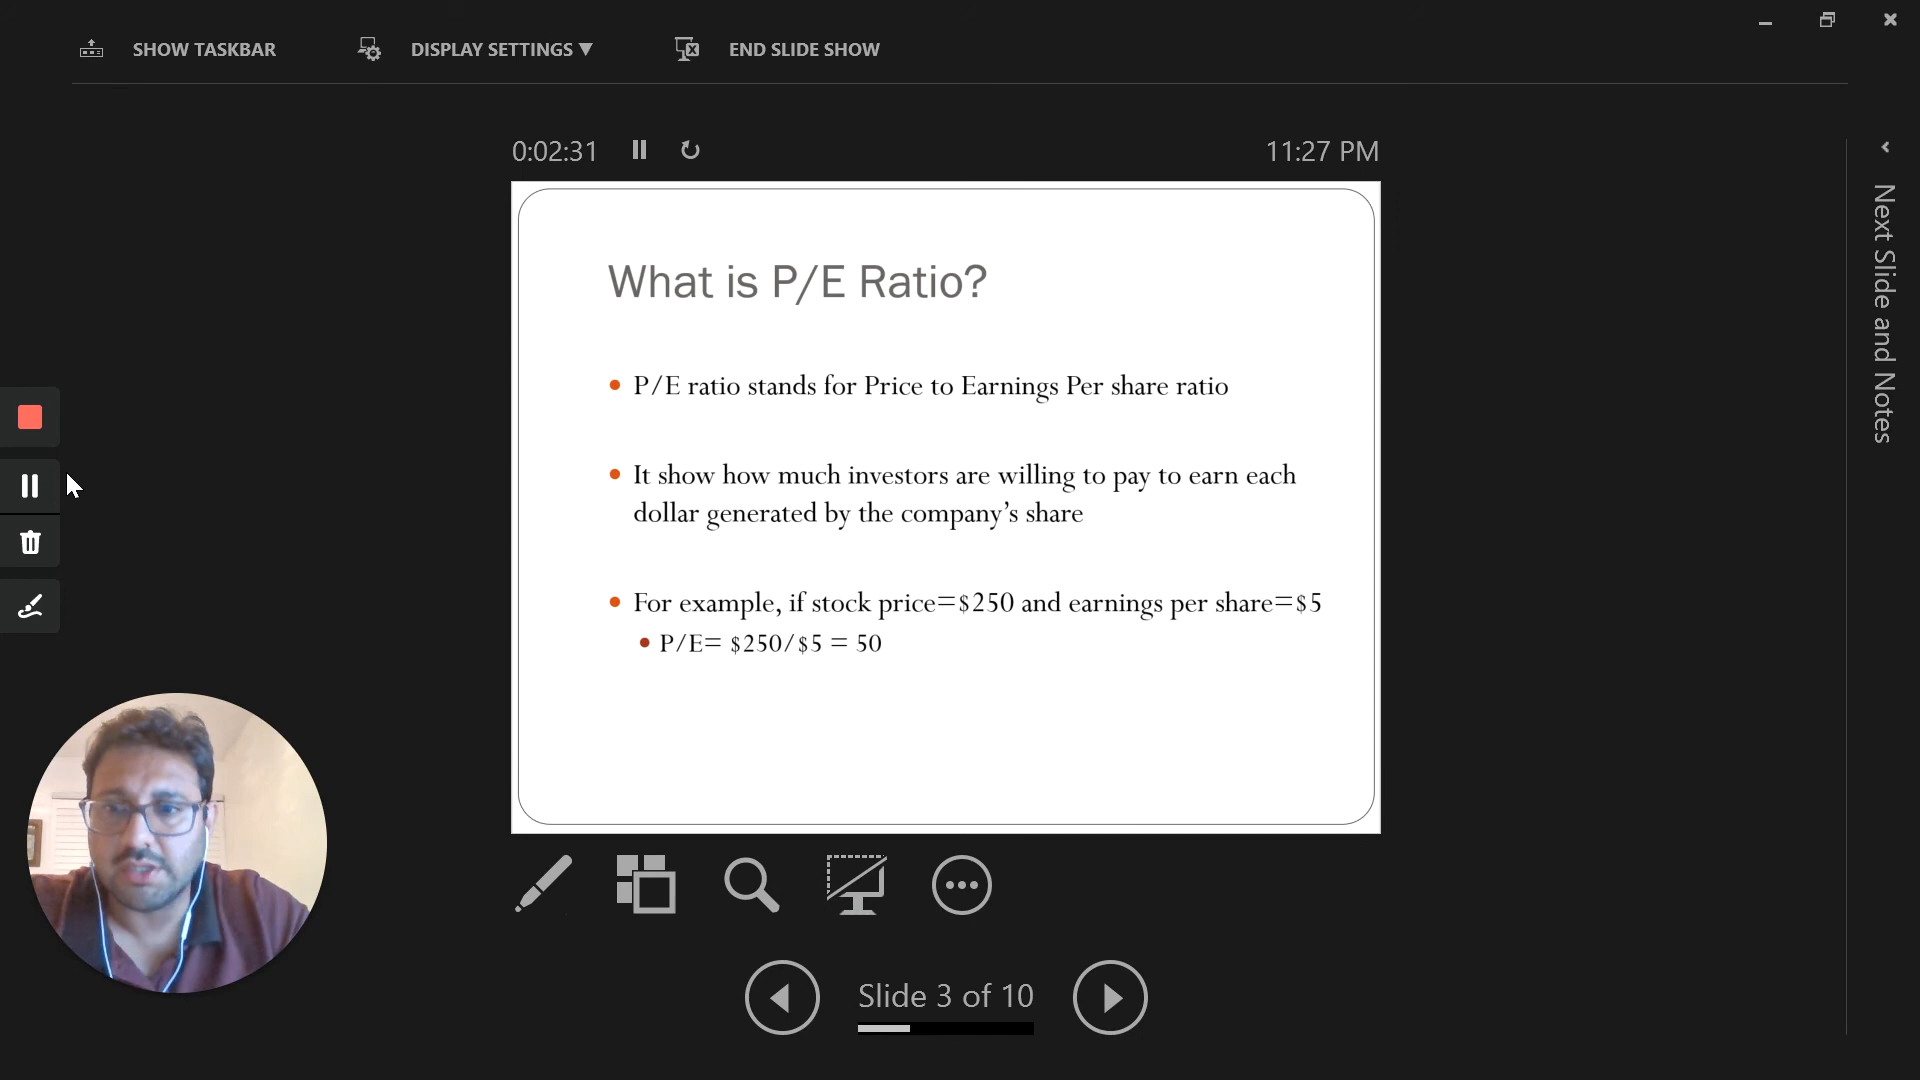 SHOW TASKBAR
DISPLAY SETTINGS ▼
END SLIDE SHOW
0:02:31
11:27 PM
What is P/E Ratio?
• P/E ratio stands for Price to Earnings Per share ratio
• It show how much investors are willing to pay to earn each
dollar generated by the company’s share
• For example, if stock price=$250 and earnings per share=$5
• P/E= $250/$5 = 50
Slide 3 of 10
Next Slide and Notes